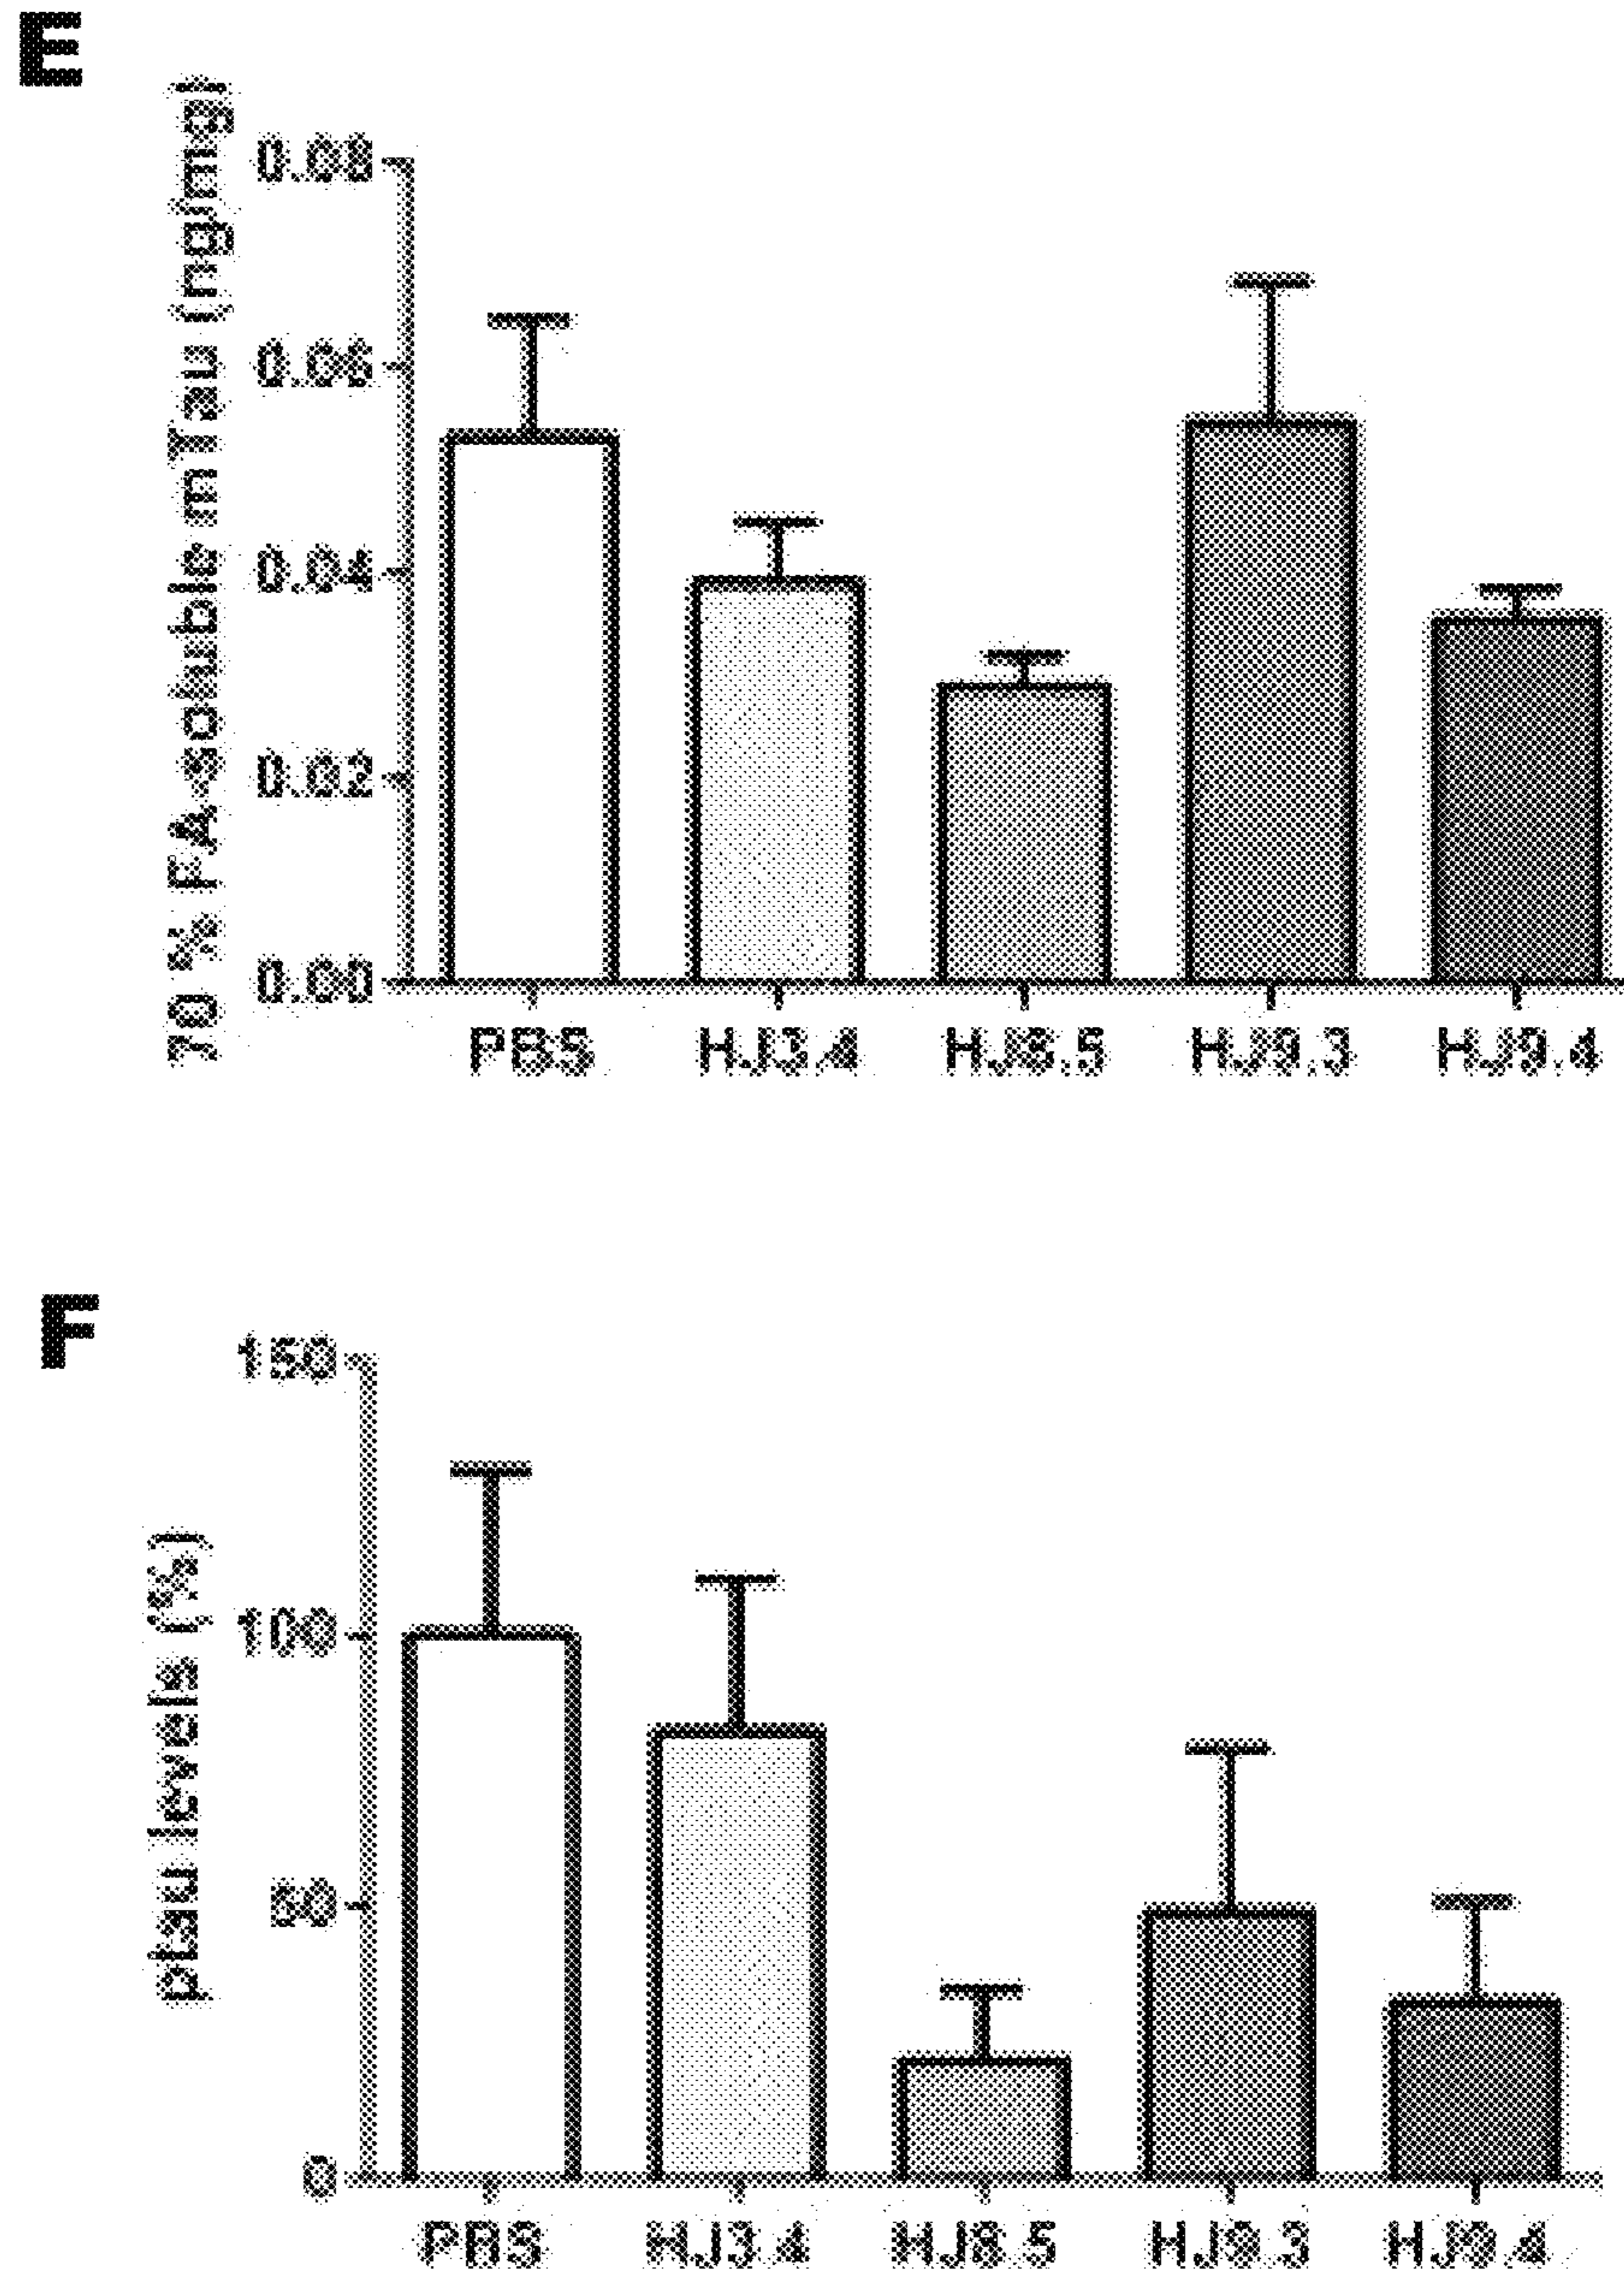 E
70 % FA soluble mTau (ng/mg)
0.08
0.06
0.04
0.02
0.00
PBS HJ3.4 HJ8.5 HJ9.3 HJ9.4
F
ptau levels (%)
150
100
50
0
PBS HJ3.4 HJ8.5 HJ9.3 HJ9.4